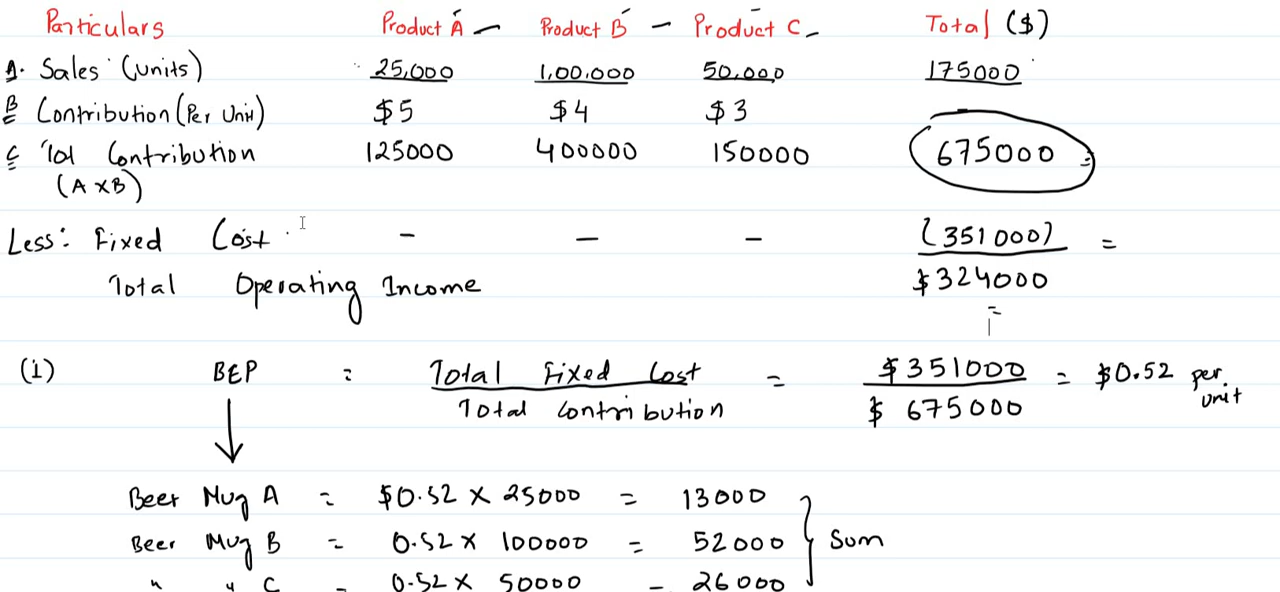 Particulars Product A Product B Product C Total ($)
A. Sales (units) 25,000 1,00,000 50,000 175000
B Contribution (Per Unit) $5 $4 $3
C Tot Contribution 125000 400000 150000 675000
(A×B)
Less: Fixed Cost - - - (351000) =
Total Operating Income $324000
(1) BEP = Total Fixed Cost / Total Contribution = $351000 / $675000 = $0.52 per unit
Beer Mug A = $0.52 × 25000 = 13000
Beer Mug B = 0.52 × 100000 = 52000 } Sum
" " C = 0.52 × 50000 = 26000